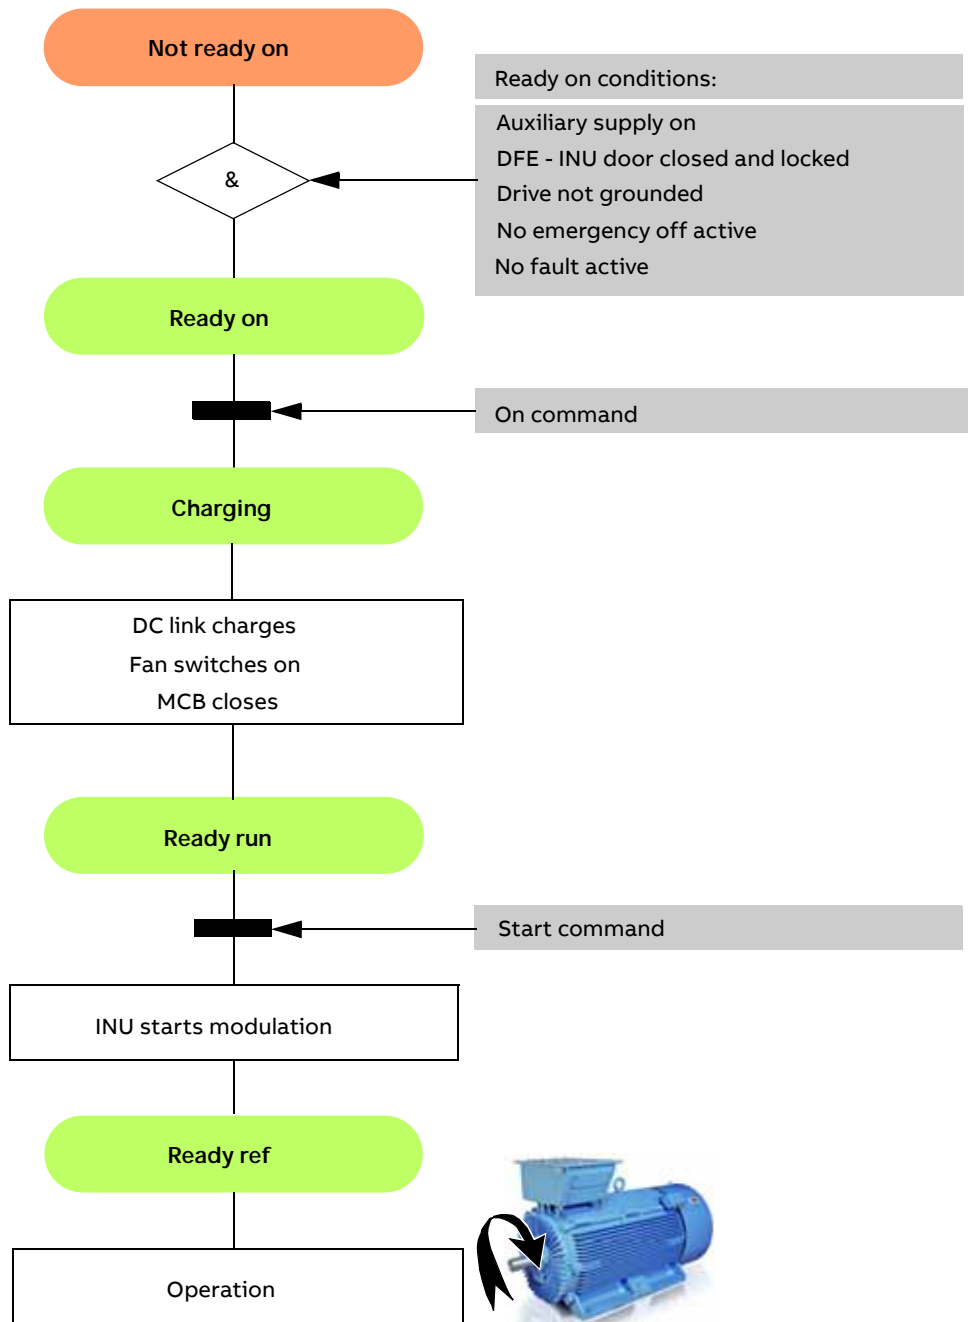 Not ready on
Ready on conditions:
Auxiliary supply on
DFE - INU door closed and locked
Drive not grounded
No emergency off active
No fault active
&
Ready on
On command
Charging
DC link charges
Fan switches on
MCB closes
Ready run
Start command
INU starts modulation
Ready ref
Operation